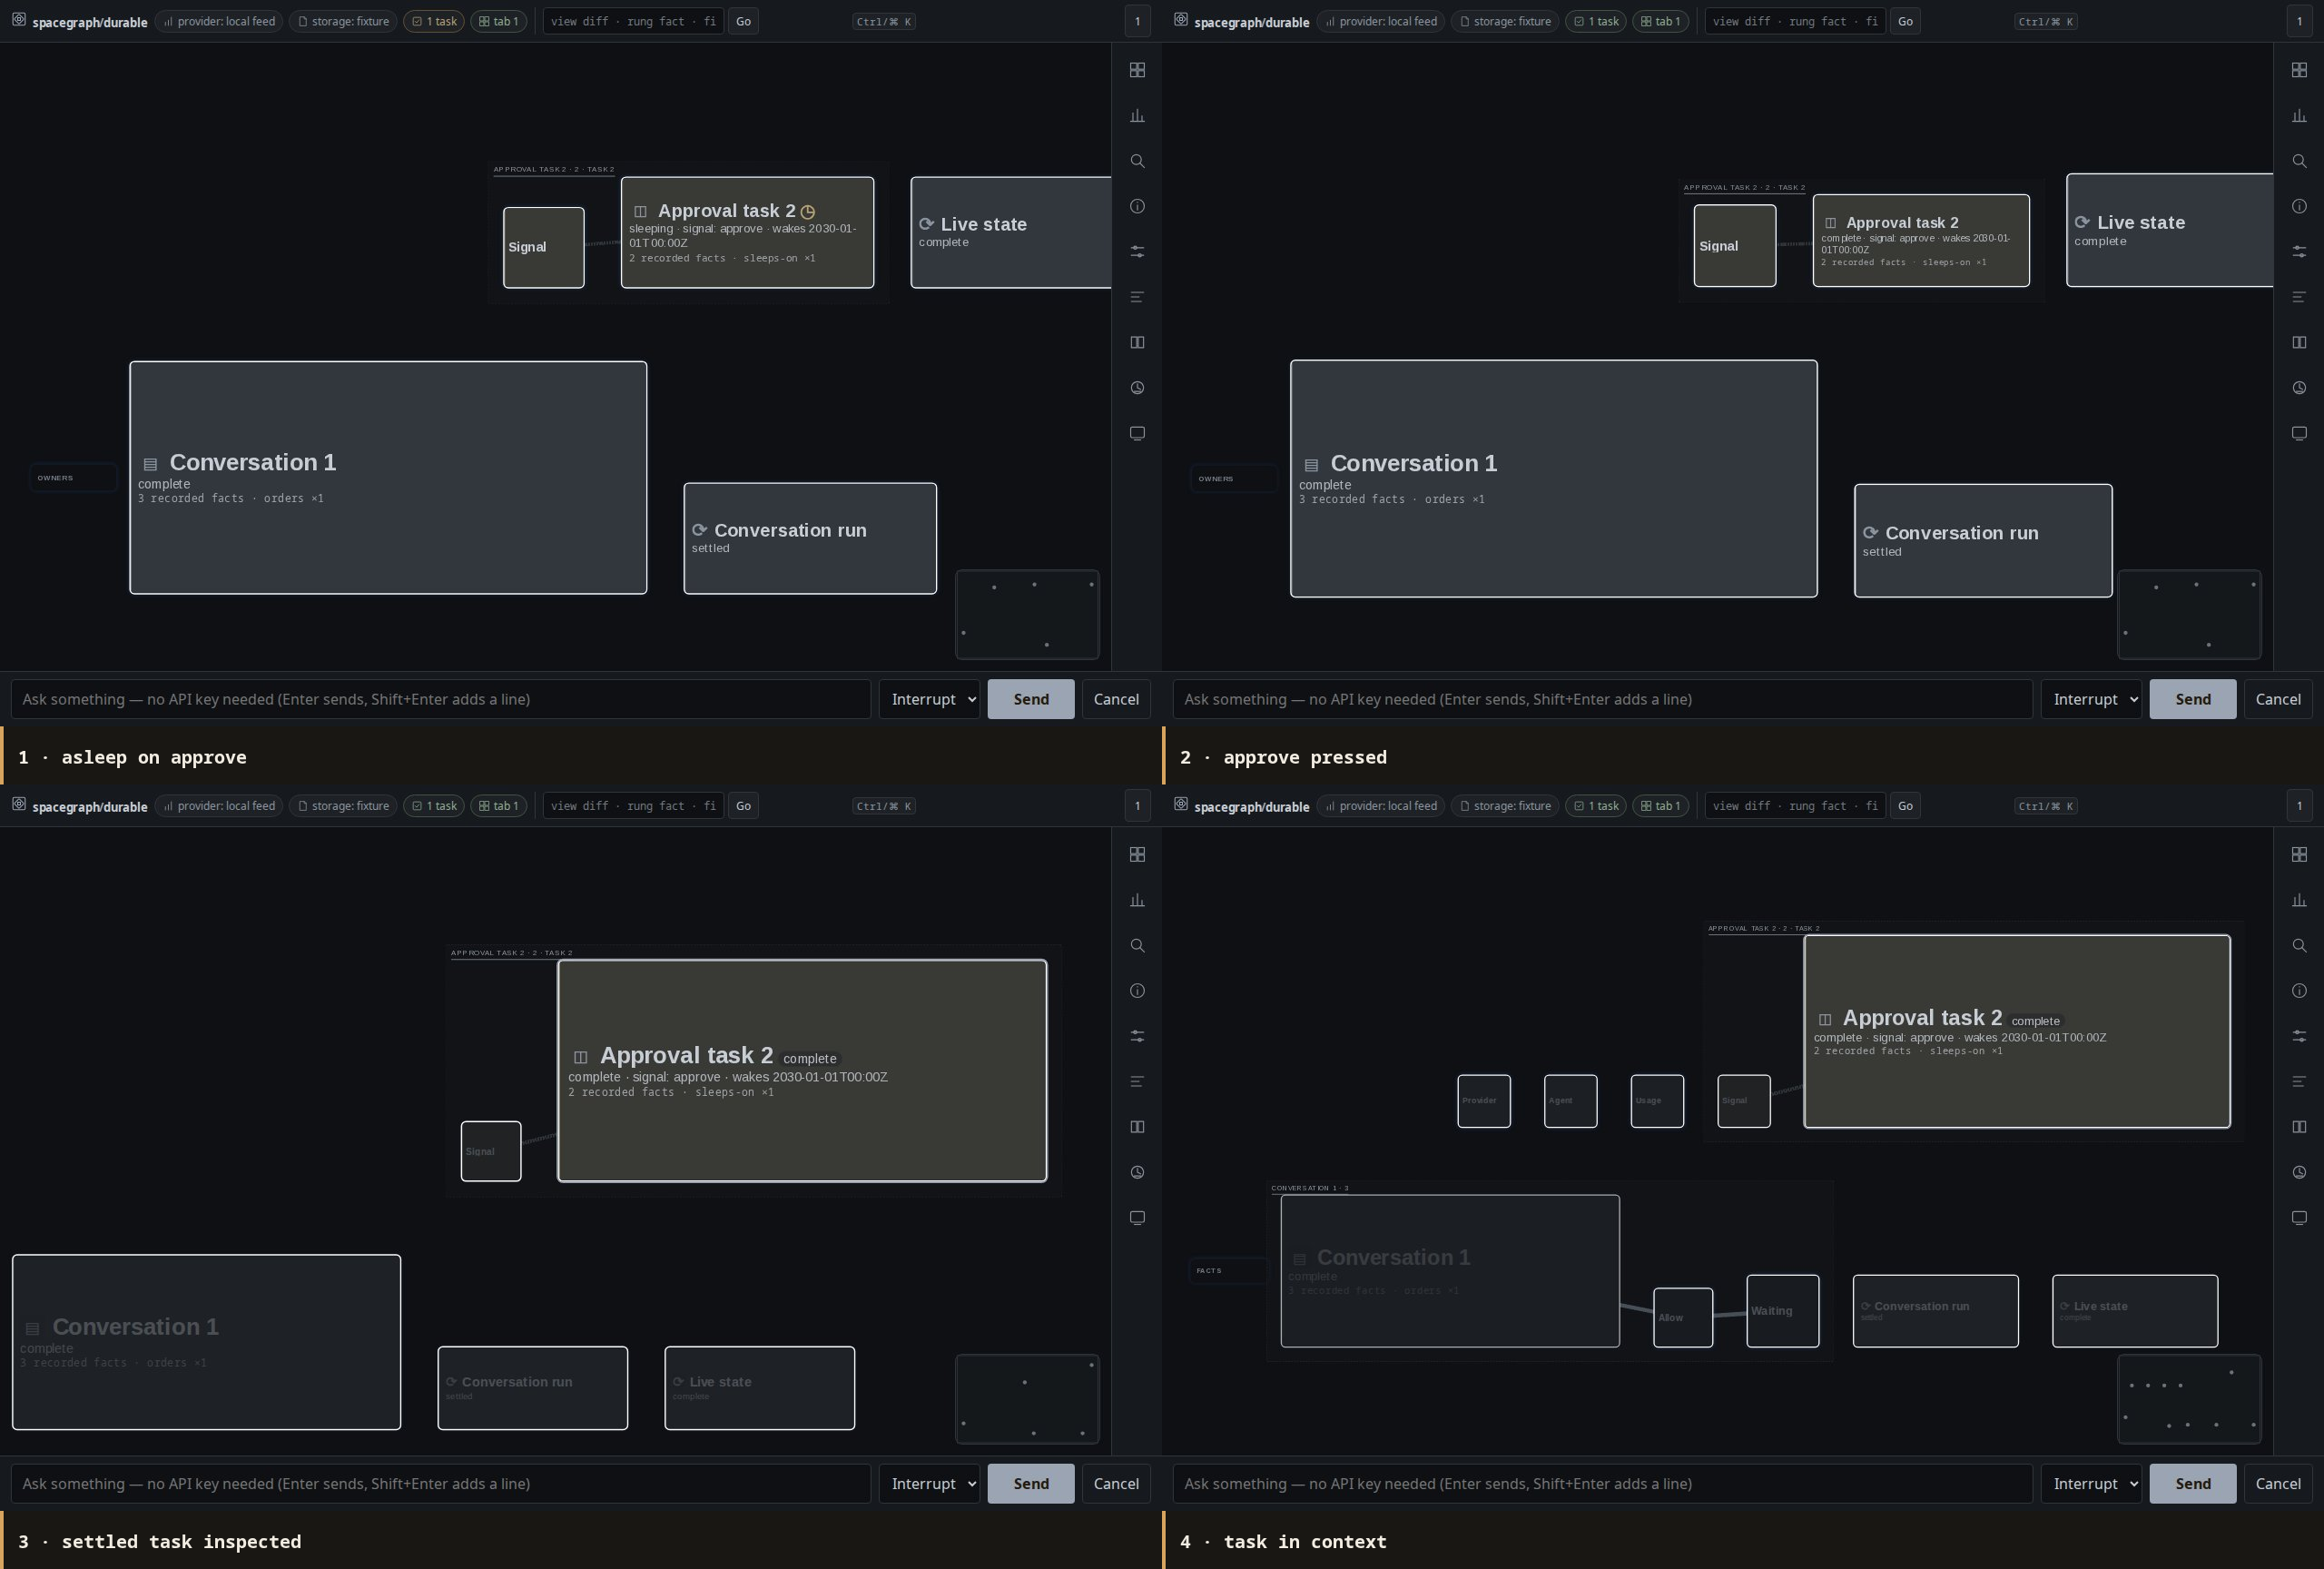 spacegraph/durable provider: local feed storage: fixture 1 task tab 1 view diff · rung fact · fi Go Ctrl/⌘ K 1
APPROVAL TASK 2 · 2 · TASK 2
Signal
Approval task 2
sleeping · signal: approve · wakes 2030-01-
01T00:00Z
2 recorded facts · sleeps-on ×1
Live state
complete
OWNERS
Conversation 1
complete
3 recorded facts · orders ×1
Conversation run
settled
Ask something — no API key needed (Enter sends, Shift+Enter adds a line) Interrupt Send Cancel
1 · asleep on approve
spacegraph/durable provider: local feed storage: fixture 1 task tab 1 view diff · rung fact · fi Go Ctrl/⌘ K 1
APPROVAL TASK 2 · 2 · TASK 2
Signal
Approval task 2
complete · signal: approve · wakes 2030-01-
01T00:00Z
2 recorded facts · sleeps-on ×1
Live state
complete
OWNERS
Conversation 1
complete
3 recorded facts · orders ×1
Conversation run
settled
Ask something — no API key needed (Enter sends, Shift+Enter adds a line) Interrupt Send Cancel
2 · approve pressed
spacegraph/durable provider: local feed storage: fixture 1 task tab 1 view diff · rung fact · fi Go Ctrl/⌘ K 1
APPROVAL TASK 2 · 2 · TASK 2
Approval task 2 complete
complete · signal: approve · wakes 2030-01-01T00:00Z
2 recorded facts · sleeps-on ×1
Signal
Conversation 1
complete
3 recorded facts · orders ×1
Conversation run
settled
Live state
complete
Ask something — no API key needed (Enter sends, Shift+Enter adds a line) Interrupt Send Cancel
3 · settled task inspected
spacegraph/durable provider: local feed storage: fixture 1 task tab 1 view diff · rung fact · fi Go Ctrl/⌘ K 1
APPROVAL TASK 2 · 2 · TASK 2
Approval task 2 complete
complete · signal: approve · wakes 2030-01-01T00:00Z
2 recorded facts · sleeps-on ×1
Provider
Agent
Usage
Signal
CONVERSATION 1 · 3
FACTS
Conversation 1
complete
3 recorded facts · orders ×1
Allow
Waiting
Conversation run
settled
Live state
complete
Ask something — no API key needed (Enter sends, Shift+Enter adds a line) Interrupt Send Cancel
4 · task in context